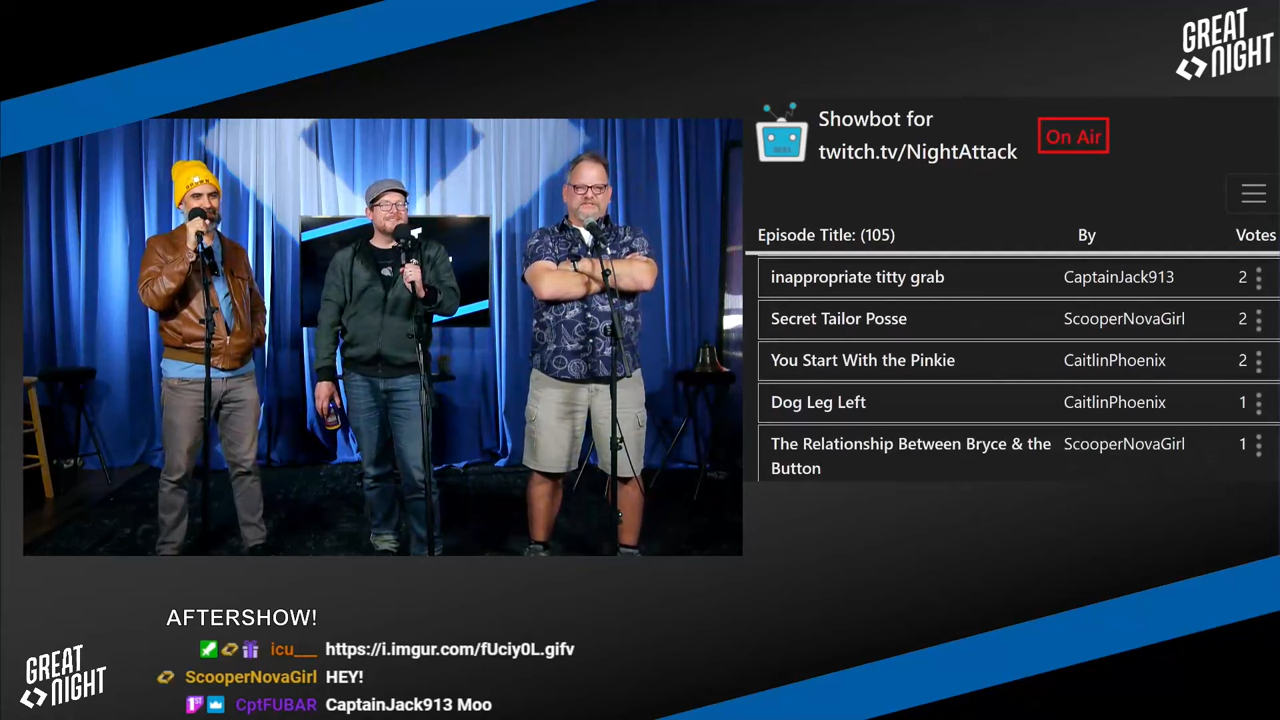 GREAT
NIGHT
Showbot for
twitch.tv/NightAttack
On Air
Episode Title: (105) By Votes
inappropriate titty grab CaptainJack913 2
Secret Tailor Posse ScooperNovaGirl 2
You Start With the Pinkie CaitlinPhoenix 2
Dog Leg Left CaitlinPhoenix 1
The Relationship Between Bryce & the ScooperNovaGirl 1
Button
AFTERSHOW!
icu___ https://i.imgur.com/fUciy0L.gifv
ScooperNovaGirl HEY!
1ST CptFUBAR CaptainJack913 Moo
GREAT
NIGHT